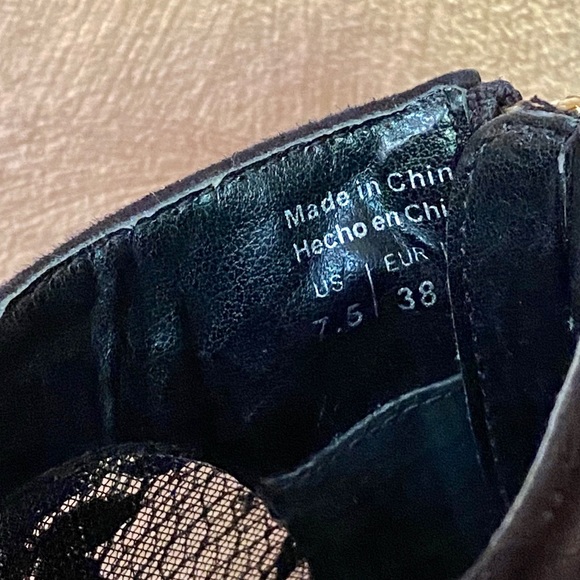 Made in Chin
Hecho en Chi
US | EUR |
7.5 | 38